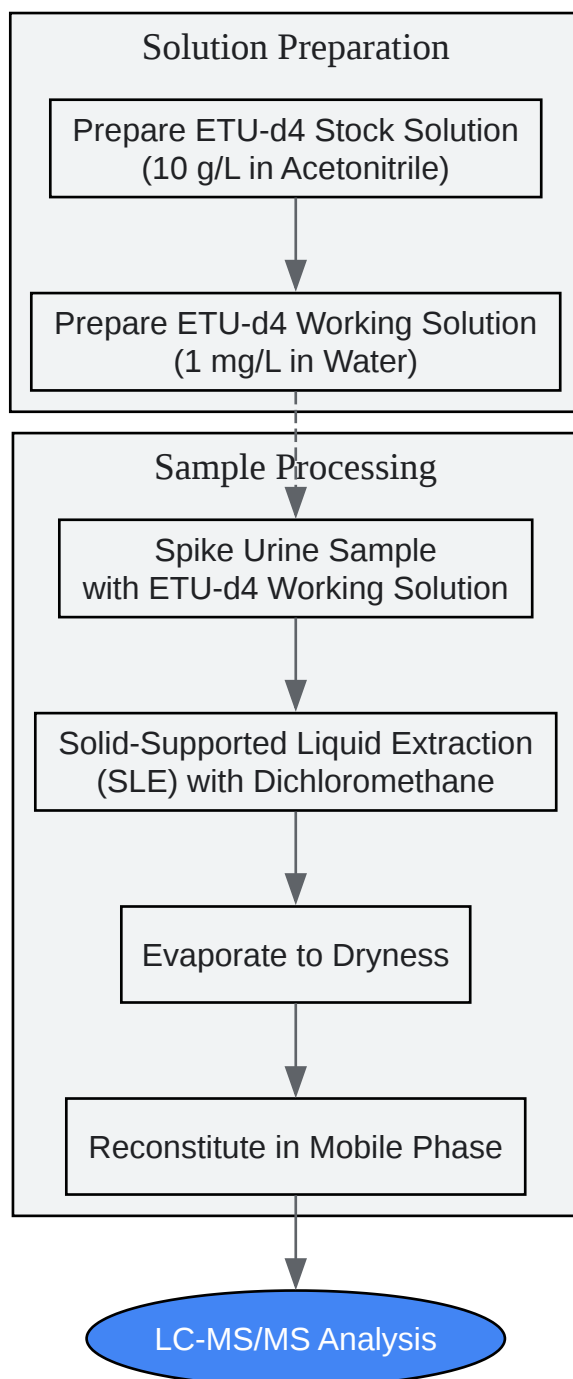 Solution Preparation
Prepare ETU-d4 Stock Solution
(10 g/L in Acetonitrile)
Prepare ETU-d4 Working Solution
(1 mg/L in Water)
Sample Processing
Spike Urine Sample
with ETU-d4 Working Solution
Solid-Supported Liquid Extraction
(SLE) with Dichloromethane
Evaporate to Dryness
Reconstitute in Mobile Phase
LC-MS/MS Analysis